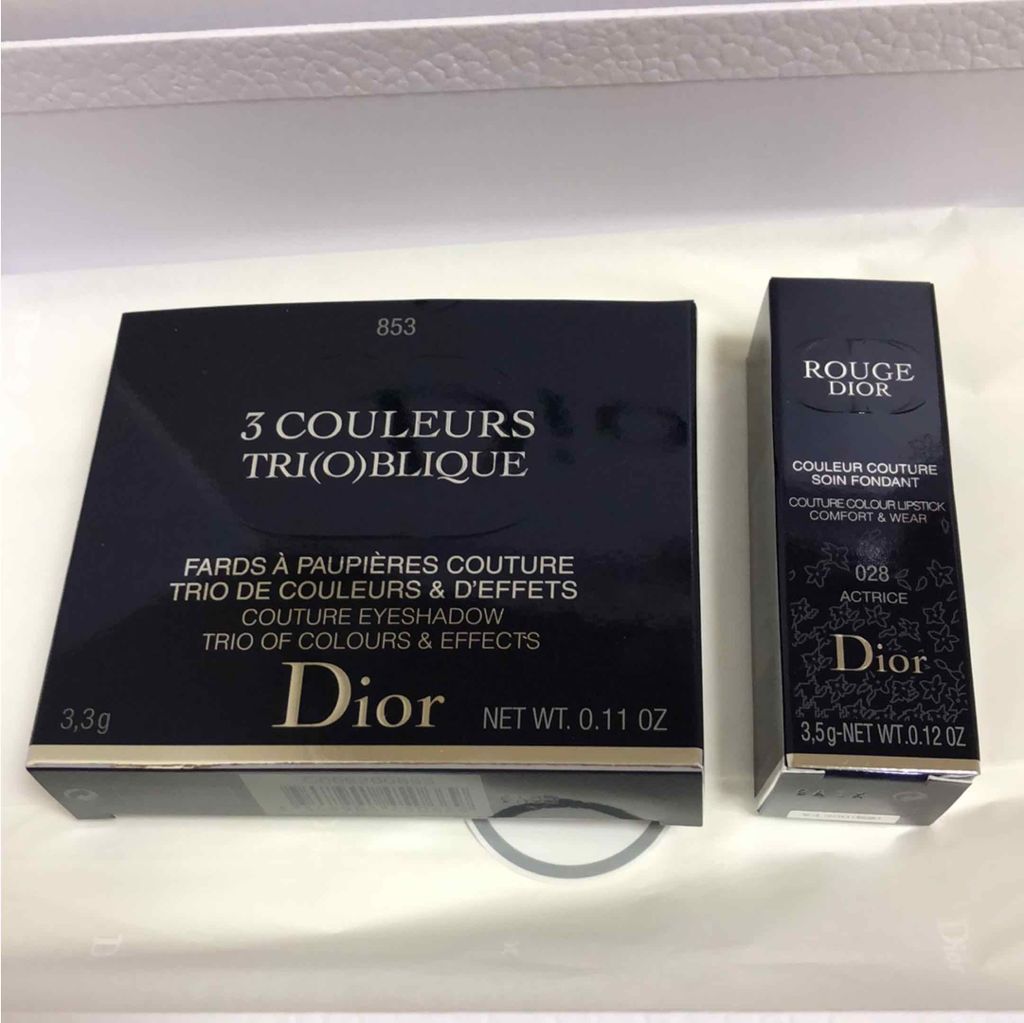 853
3 COULEURS
TRI(O)BLIQUE
FARDS À PAUPIÈRES COUTURE
TRIO DE COULEURS & D'EFFETS
COUTURE EYESHADOW
TRIO OF COLOURS & EFFECTS
3,3g
Dior
NET WT. 0.11 OZ
ROUGE
DIOR
COULEUR COUTURE
SOIN FONDANT
COUTURE COLOUR LIPSTICK
COMFORT & WEAR
028
ACTRICE
Dior
3,5g-NET WT.0.12 OZ
Dior